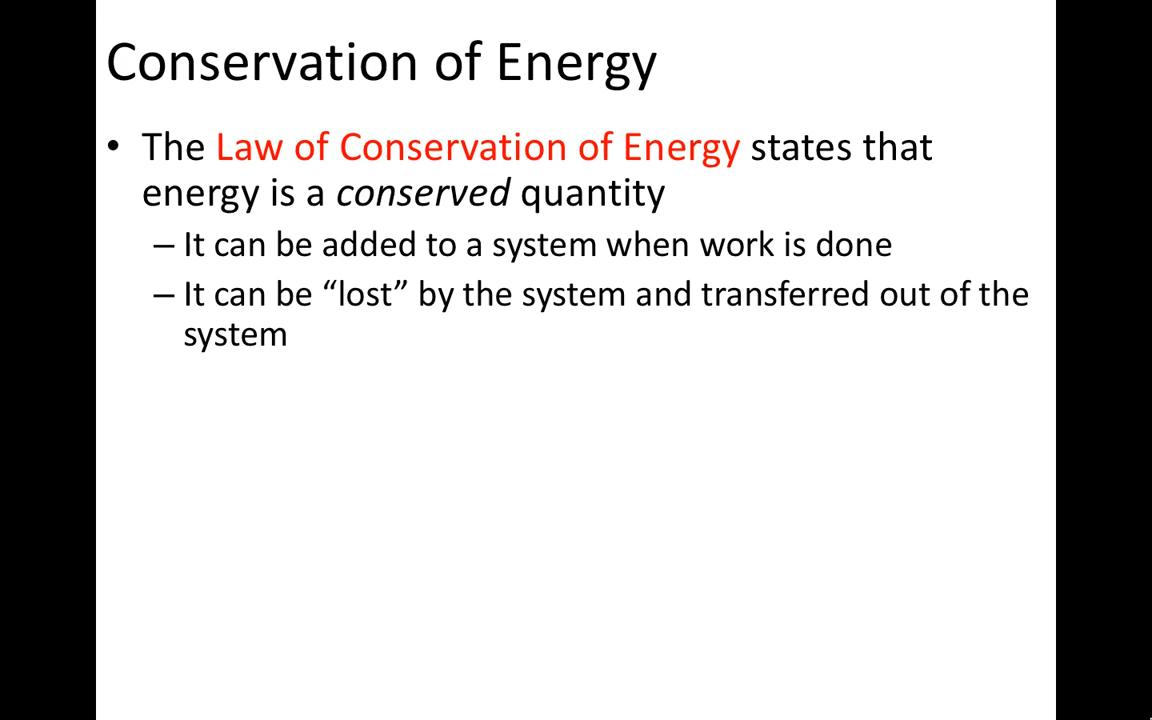 Conservation of Energy
• The Law of Conservation of Energy states that
energy is a conserved quantity
– It can be added to a system when work is done
– It can be “lost” by the system and transferred out of the
system